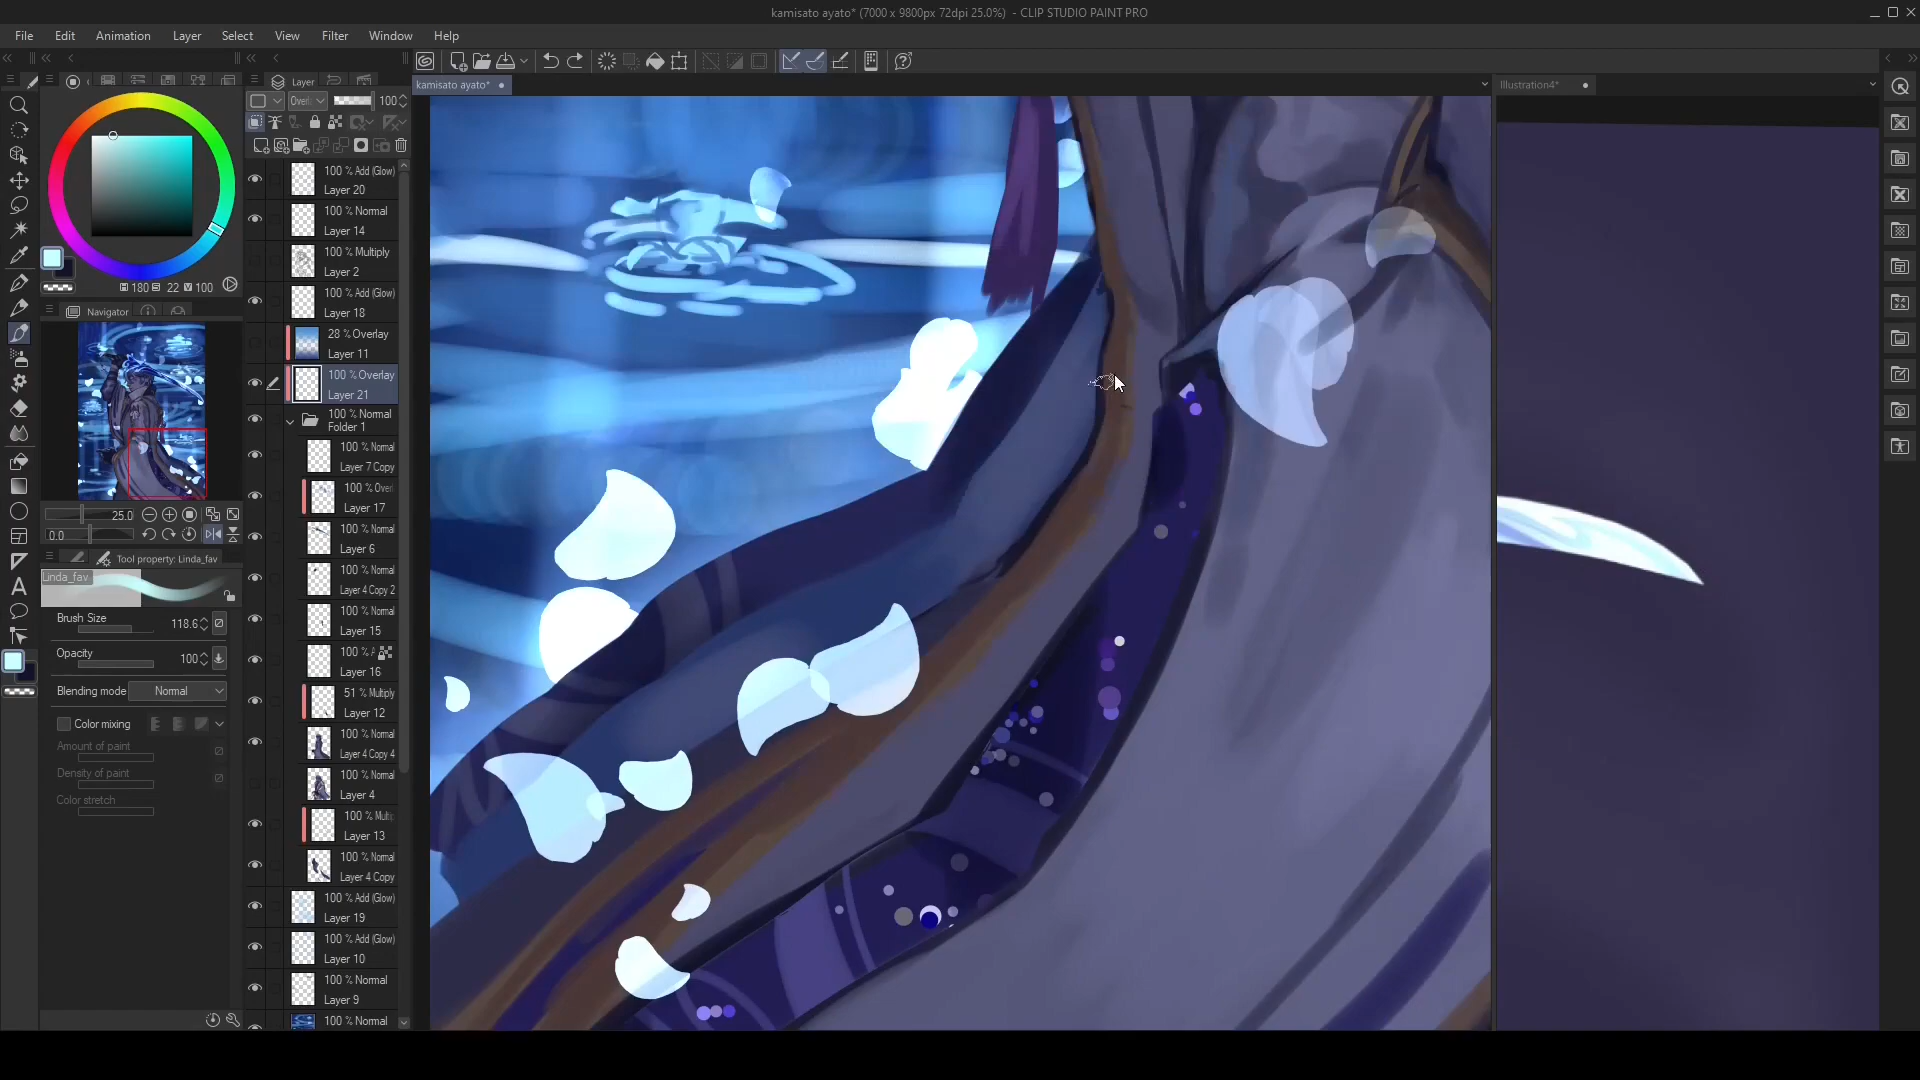 kamisato ayato* (7000 x 9800px 72dpi 25.0%)  - CLIP STUDIO PAINT PRO
File Edit Animation Layer Select View Filter Window Help
kamisato ayato*
Illustration4*
Layer
100
100 % Add (Glow)
Layer 20
100 % Normal
Layer 14
100 % Multiply
Layer 2
100 % Add (Glow)
Layer 18
28 % Overlay
Layer 11
100 % Overlay
Layer 21
100 % Normal
Folder 1
100 % Normal
Layer 7 Copy
100 % Over
Layer 17
100 % Normal
Layer 6
100 % Normal
Layer 4 Copy 2
100 % Normal
Layer 15
100 %
Layer 16
51 % Multiply
Layer 12
100 % Normal
Layer 4 Copy 4
100 % Normal
Layer 4
100 % Multi
Layer 13
100 % Normal
Layer 4 Copy
100 % Add (Glow)
Layer 19
100 % Add (Glow)
Layer 10
100 % Normal
Layer 9
100 % Normal
180 22 100
Navigator
25.0
0.0
Tool property: Linda_fav
Linda_fav
Brush Size 118.6
Opacity 100
Blending mode Normal
Color mixing
Amount of paint
Density of paint
Color stretch